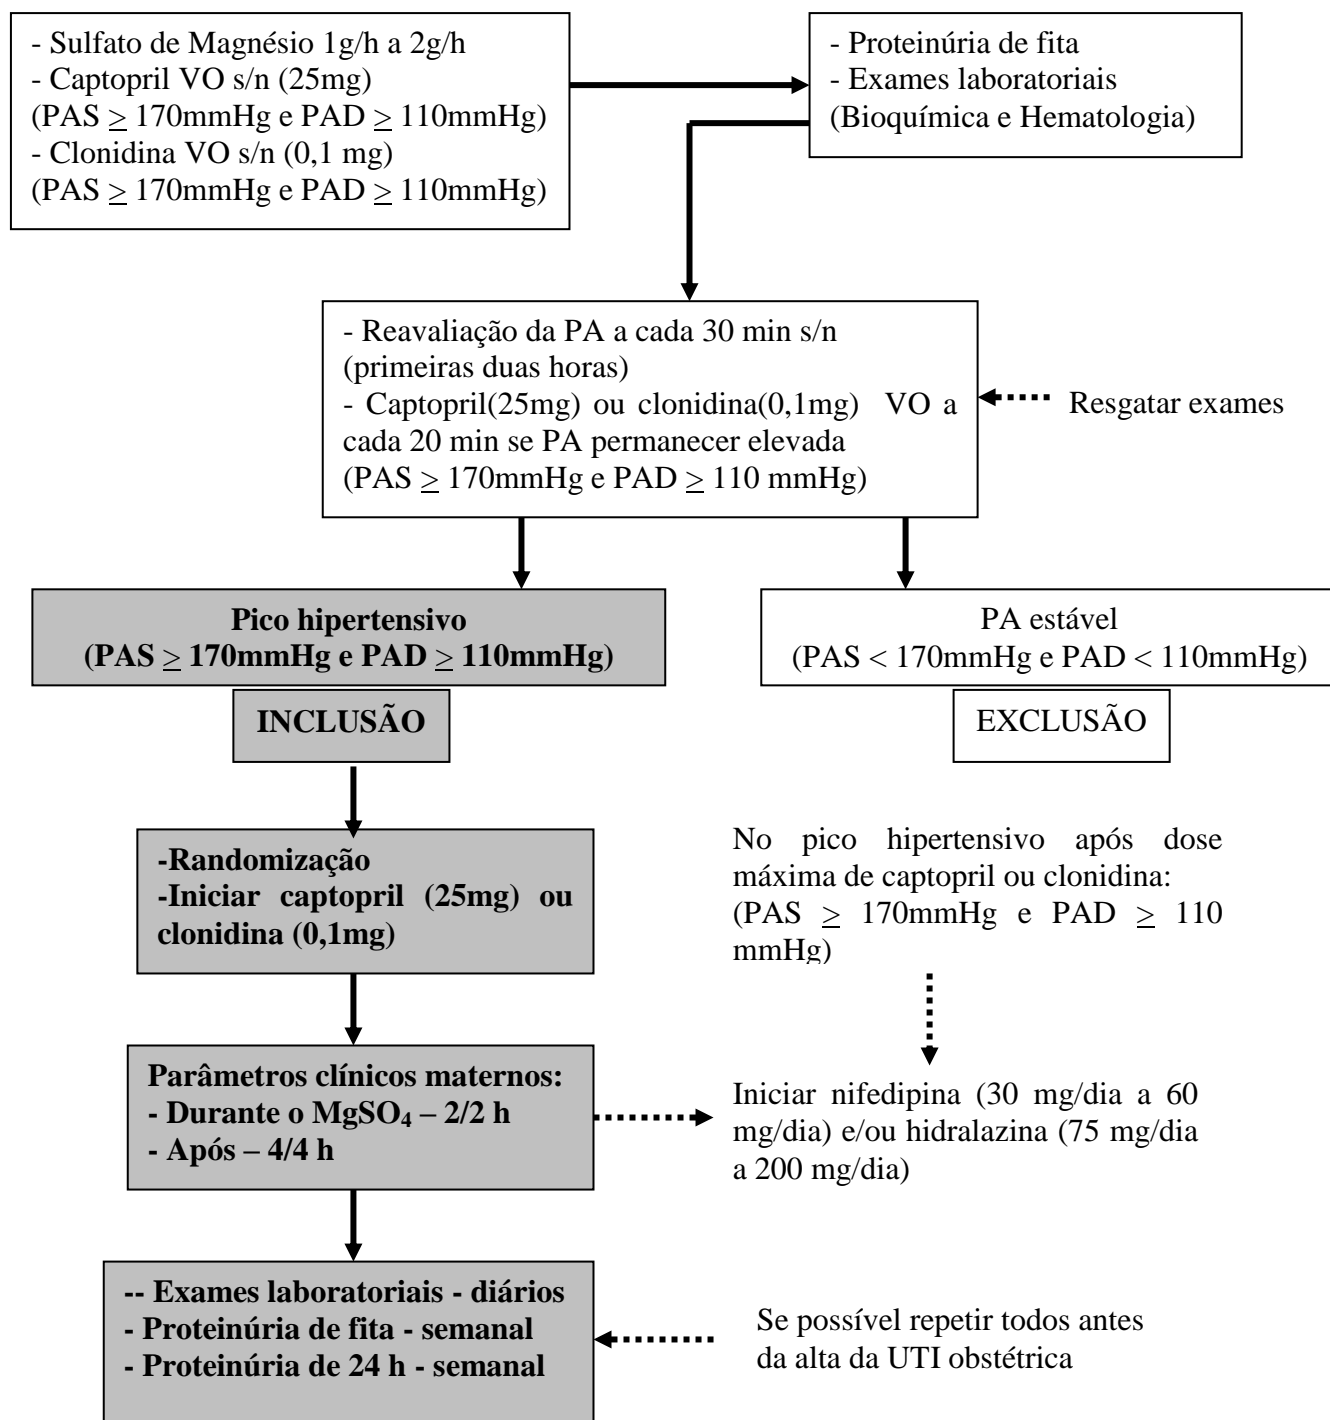 - Sulfato de Magnésio 1g/h a 2g/h
- Captopril VO s/n (25mg)
(PAS ≥ 170mmHg e PAD ≥ 110mmHg)
- Clonidina VO s/n (0,1 mg)
(PAS ≥ 170mmHg e PAD ≥ 110mmHg)
- Proteinúria de fita
- Exames laboratoriais
(Bioquímica e Hematologia)
- Reavaliação da PA a cada 30 min s/n
(primeiras duas horas)
- Captopril(25mg) ou clonidina(0,1mg) VO a
cada 20 min se PA permanecer elevada
(PAS ≥ 170mmHg e PAD ≥ 110 mmHg)
Resgatar exames
Pico hipertensivo
(PAS ≥ 170mmHg e PAD ≥ 110mmHg)
PA estável
(PAS < 170mmHg e PAD < 110mmHg)
INCLUSÃO
EXCLUSÃO
-Randomização
-Iniciar captopril (25mg) ou
clonidina (0,1mg)
No pico hipertensivo após dose
máxima de captopril ou clonidina:
(PAS ≥ 170mmHg e PAD ≥ 110
mmHg)
Parâmetros clínicos maternos:
- Durante o MgSO4 – 2/2 h
- Após – 4/4 h
Iniciar nifedipina (30 mg/dia a 60
mg/dia) e/ou hidralazina (75 mg/dia
a 200 mg/dia)
-- Exames laboratoriais - diários
- Proteinúria de fita - semanal
- Proteinúria de 24 h - semanal
Se possível repetir todos antes
da alta da UTI obstétrica